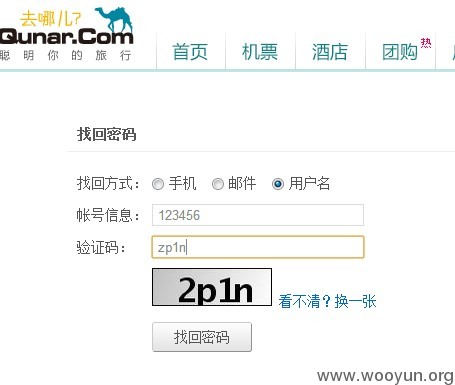 去哪儿?
Qunar.Com
聪明你的旅行
首页 机票 酒店 团购 热
找回密码
找回方式: 手机 邮件 用户名
帐号信息: 123456
验证码: zp1n
2p1n 看不清?换一张
找回密码
www.wooyun.org